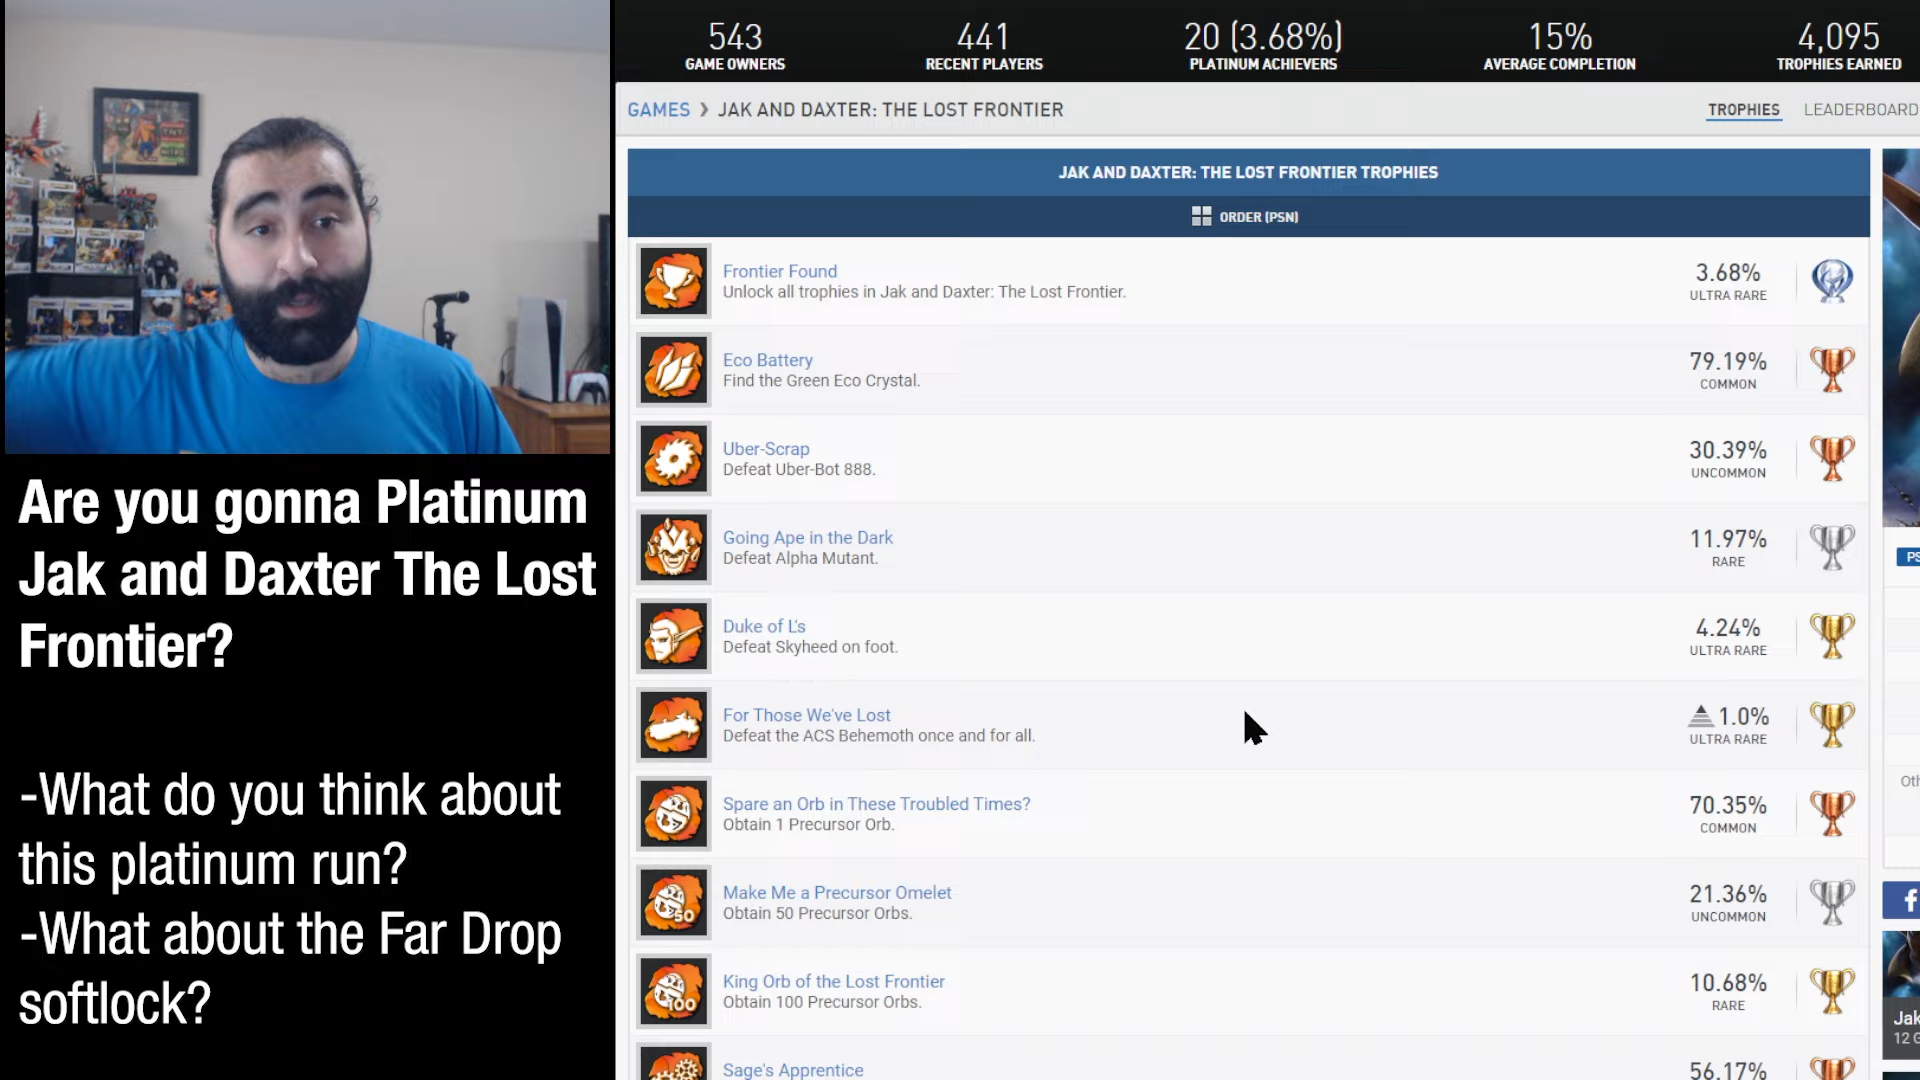 543
GAME OWNERS
441
RECENT PLAYERS
20 (3.68%)
PLATINUM ACHIEVERS
15%
AVERAGE COMPLETION
4,095
TROPHIES EARNED
GAMES > JAK AND DAXTER: THE LOST FRONTIER
TROPHIES
LEADERBOARD
JAK AND DAXTER: THE LOST FRONTIER TROPHIES
ORDER (PSN)
Frontier Found
Unlock all trophies in Jak and Daxter: The Lost Frontier.
3.68%
ULTRA RARE
Eco Battery
Find the Green Eco Crystal.
79.19%
COMMON
Uber-Scrap
Defeat Uber-Bot 888.
30.39%
UNCOMMON
Going Ape in the Dark
Defeat Alpha Mutant.
11.97%
RARE
Duke of L's
Defeat Skyheed on foot.
4.24%
ULTRA RARE
For Those We've Lost
Defeat the ACS Behemoth once and for all.
1.0%
ULTRA RARE
Spare an Orb in These Troubled Times?
Obtain 1 Precursor Orb.
70.35%
COMMON
50
Make Me a Precursor Omelet
Obtain 50 Precursor Orbs.
21.36%
UNCOMMON
100
King Orb of the Lost Frontier
Obtain 100 Precursor Orbs.
10.68%
RARE
Sage's Apprentice
56.17%
PS
Oth
f
Jak
12 G
TNT
NITRO
Are you gonna Platinum
Jak and Daxter The Lost
Frontier?
-What do you think about
this platinum run?
-What about the Far Drop
softlock?